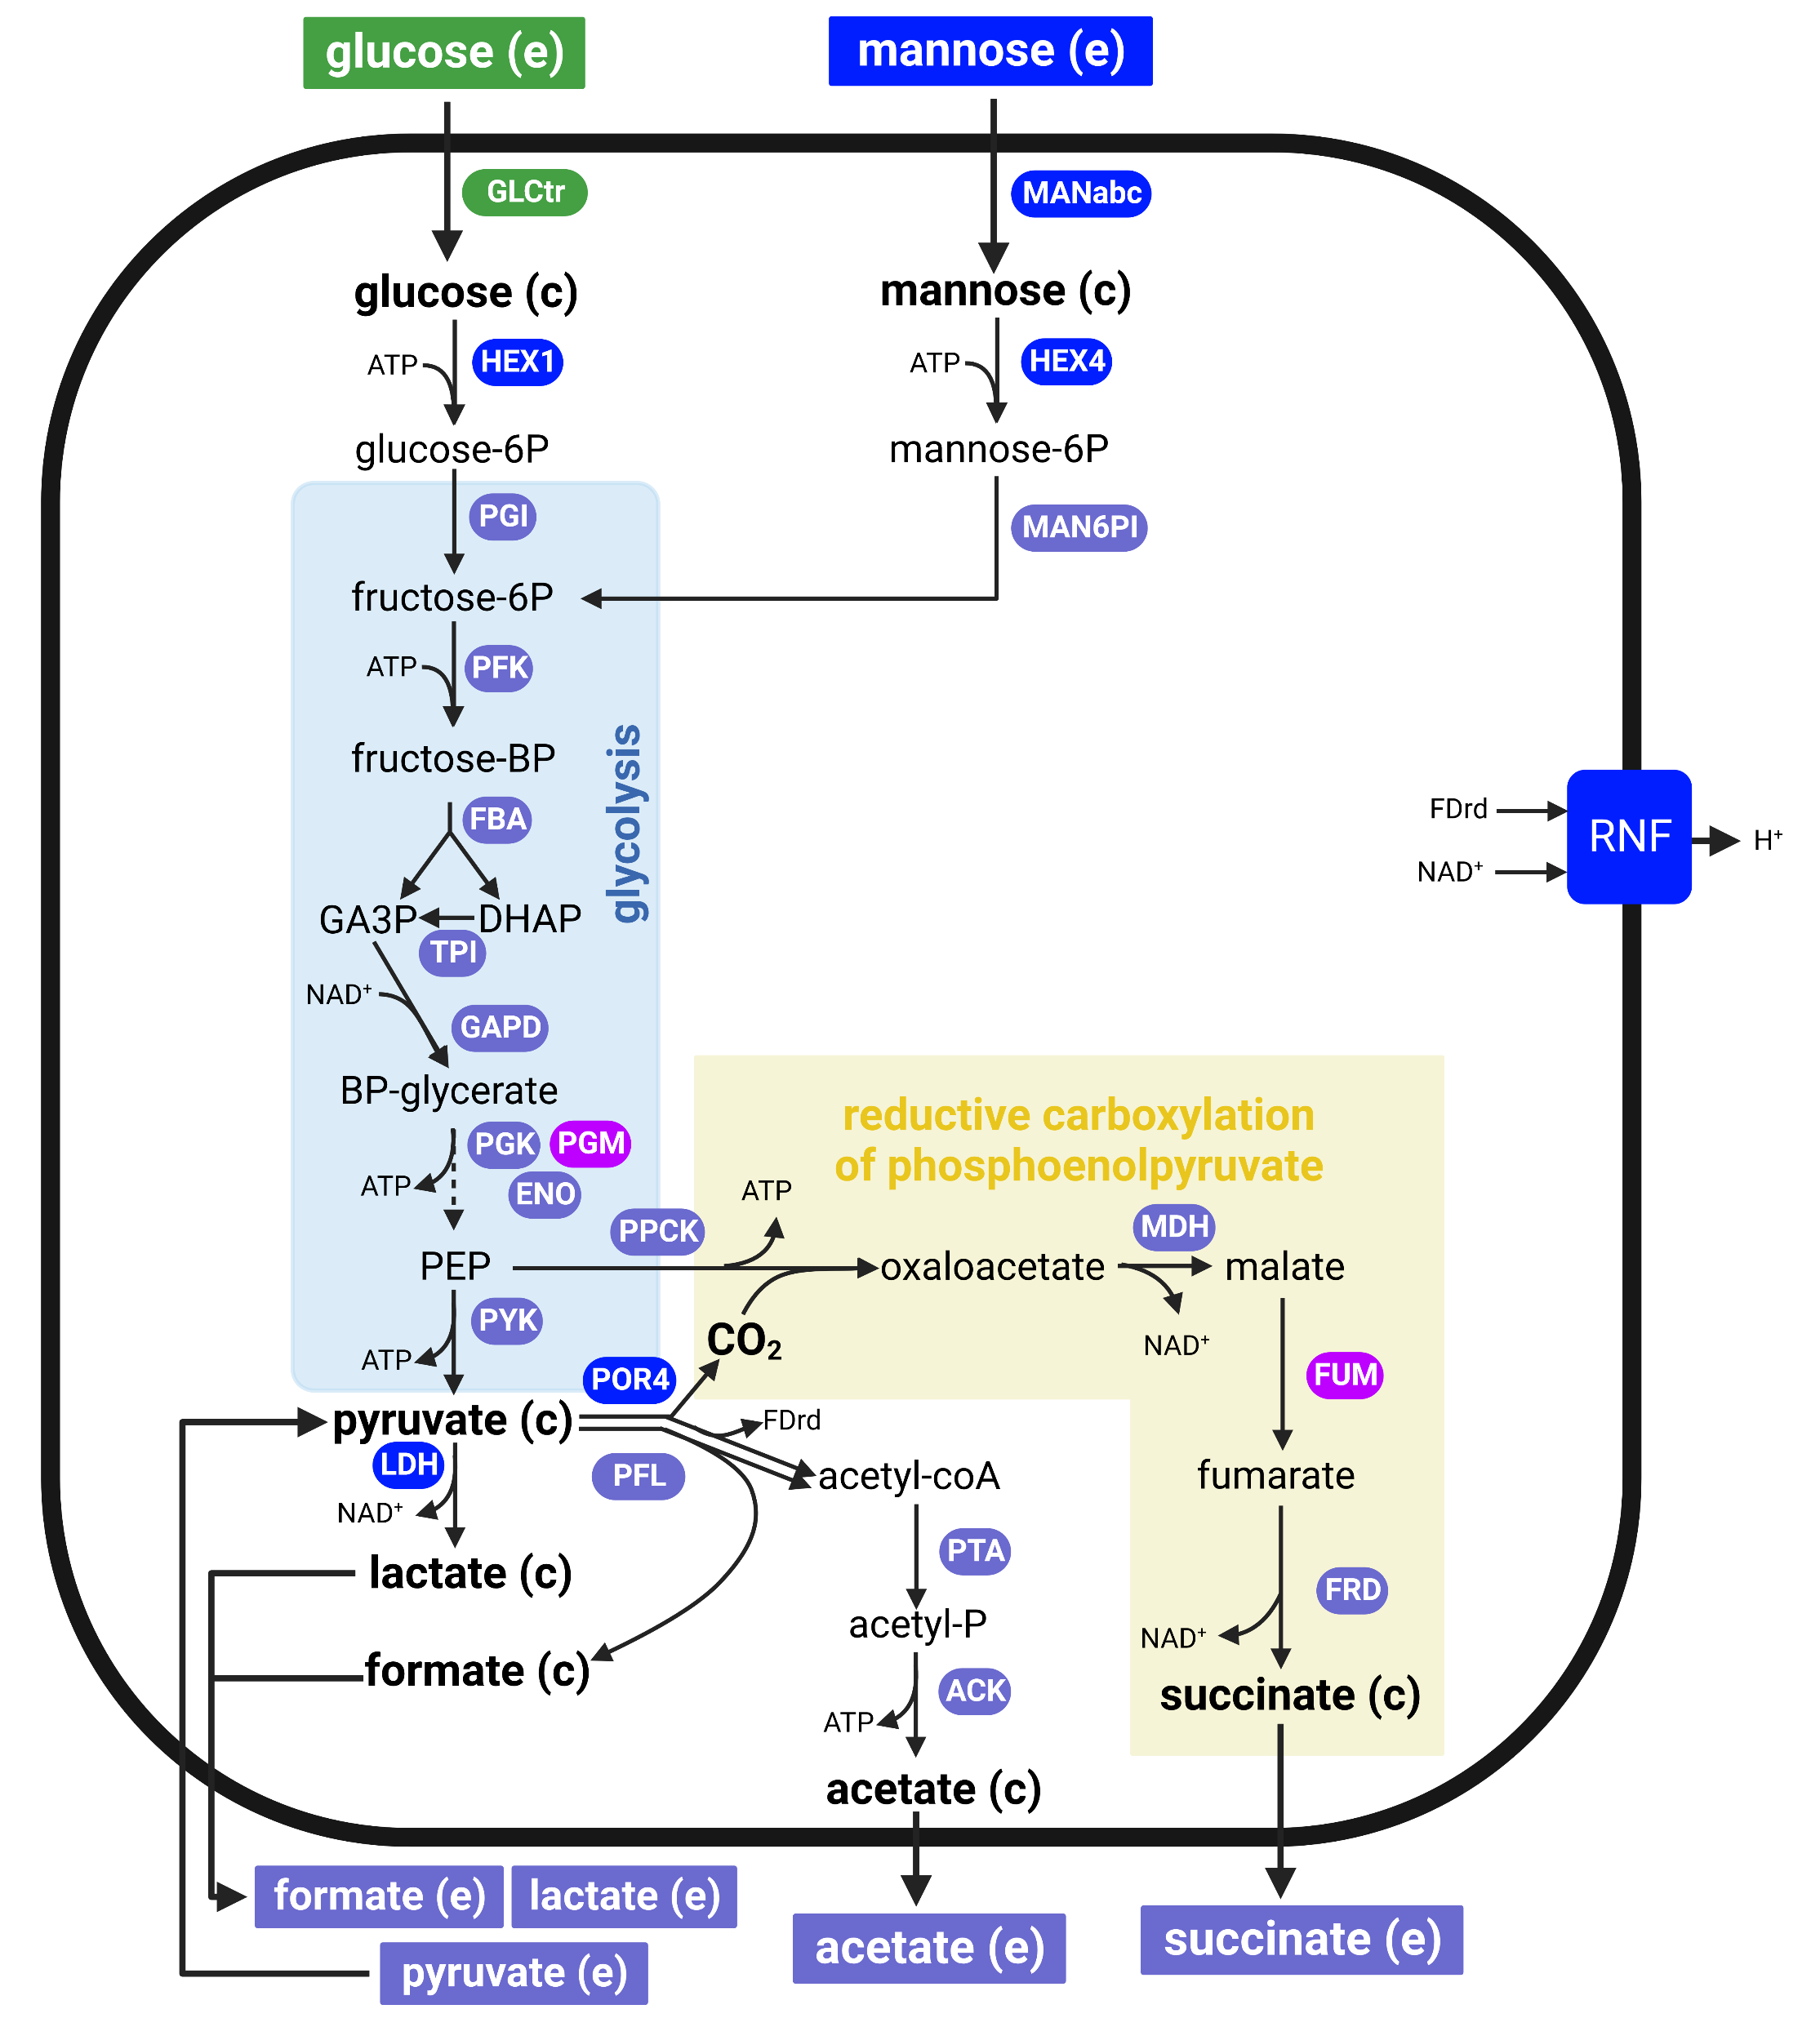 glucose (e)
mannose (e)
GLCtr
MANabc
glucose (c)
mannose (c)
ATP
HEX1
ATP
HEX4
glucose-6P
mannose-6P
PGI
MAN6PI
fructose-6P
ATP
PFK
fructose-BP
glycolysis
FBA
FDrd
RNF
H⁺
NAD⁺
GA3P
DHAP
TPI
NAD⁺
GAPD
BP-glycerate
reductive carboxylation
of phosphoenolpyruvate
PGK
PGM
ATP
ENO
ATP
PPCK
MDH
PEP
oxaloacetate
malate
PYK
CO₂
NAD⁺
ATP
POR4
FUM
pyruvate (c)
FDrd
LDH
PFL
acetyl-coA
fumarate
NAD⁺
PTA
lactate (c)
FRD
acetyl-P
NAD⁺
formate (c)
ACK
succinate (c)
ATP
acetate (c)
formate (e)
lactate (e)
acetate (e)
succinate (e)
pyruvate (e)